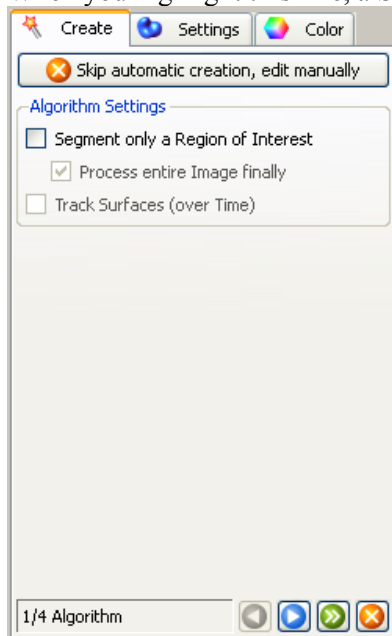 Create Settings Color
Skip automatic creation, edit manually
Algorithm Settings
Segment only a Region of Interest
Process entire Image finally
Track Surfaces (over Time)
1/4 Algorithm